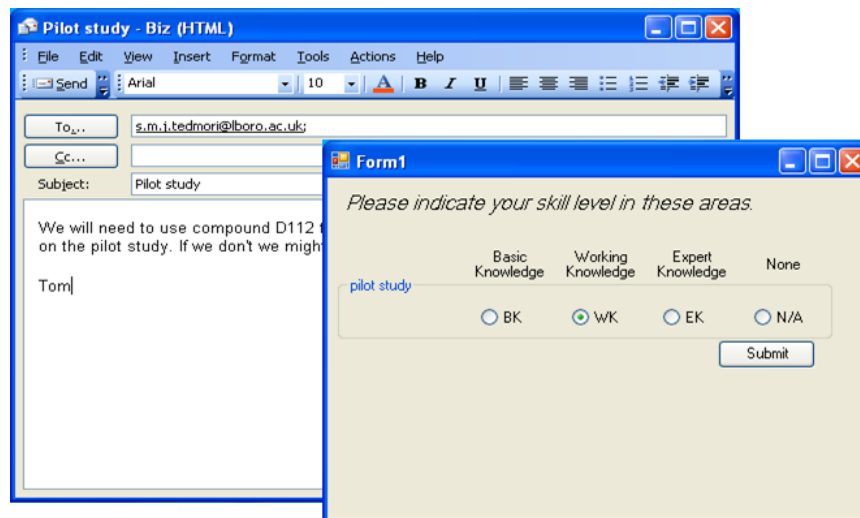 Pilot study - Biz (HTML)
File Edit View Insert Format Tools Actions Help
Send Arial 10 A B I U
To... s.m.j.tedmori@lboro.ac.uk;
Cc...
Subject: Pilot study
We will need to use compound D112
on the pilot study. If we don't we might
Tom
Form1
Please indicate your skill level in these areas.
Basic Knowledge Working Knowledge Expert Knowledge None
pilot study
BK WK EK N/A
Submit